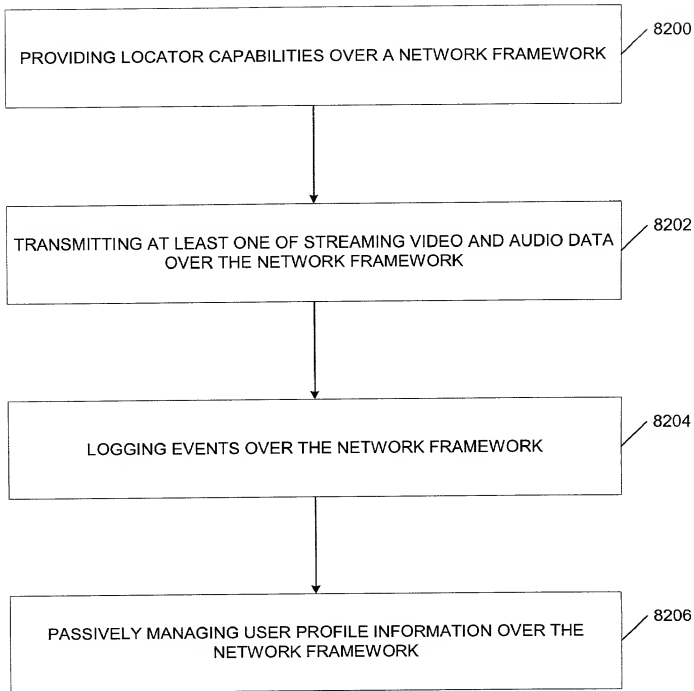 8200
PROVIDING LOCATOR CAPABILITIES OVER A NETWORK FRAMEWORK
8202
TRANSMITTING AT LEAST ONE OF STREAMING VIDEO AND AUDIO DATA
OVER THE NETWORK FRAMEWORK
8204
LOGGING EVENTS OVER THE NETWORK FRAMEWORK
8206
PASSIVELY MANAGING USER PROFILE INFORMATION OVER THE
NETWORK FRAMEWORK